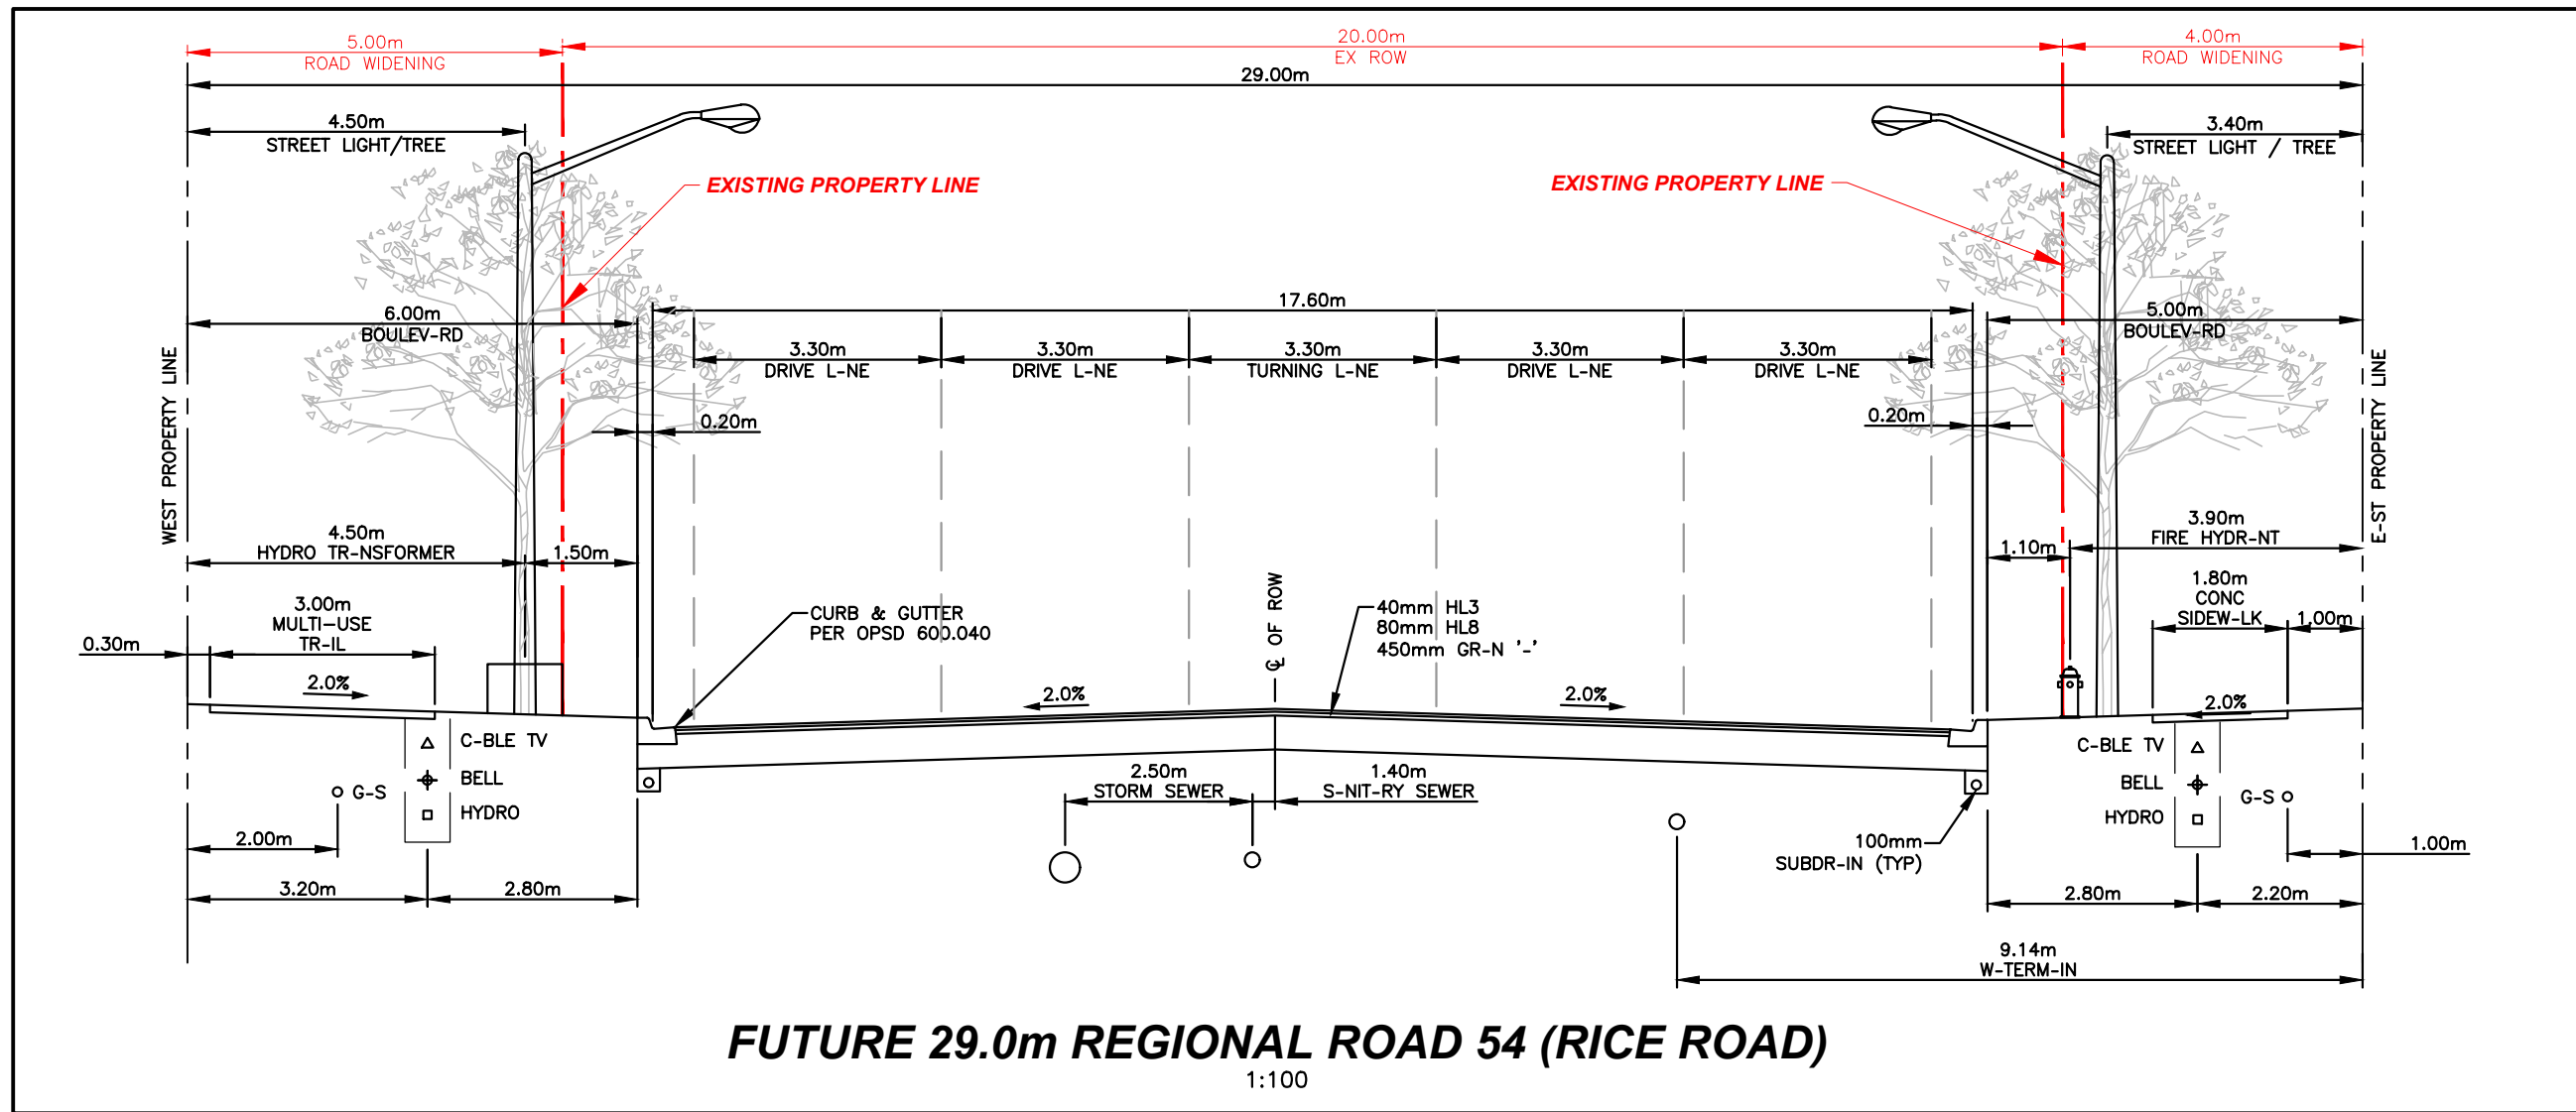 5.00m
ROAD WIDENING
20.00m
EX ROW
4.00m
ROAD WIDENING
29.00m
4.50m
STREET LIGHT/TREE
3.40m
STREET LIGHT / TREE
EXISTING PROPERTY LINE
EXISTING PROPERTY LINE
17.60m
6.00m
BOULEV-RD
5.00m
BOULEV-RD
3.30m
DRIVE L-NE
3.30m
DRIVE L-NE
3.30m
TURNING L-NE
3.30m
DRIVE L-NE
3.30m
DRIVE L-NE
0.20m
0.20m
WEST PROPERTY LINE
E-ST PROPERTY LINE
4.50m
HYDRO TR-NSFORMER
1.50m
3.90m
FIRE HYDR-NT
1.10m
3.00m
MULTI-USE
TR-IL
0.30m
1.80m
CONC
SIDEW-LK
1.00m
CURB & GUTTER
PER OPSD 600.040
℄ OF ROW
40mm HL3
80mm HL8
450mm GR-N '-'
2.0%
2.0%
2.0%
2.0%
C-BLE TV
BELL
HYDRO
G-S
2.00m
3.20m
2.80m
2.50m
STORM SEWER
1.40m
S-NIT-RY SEWER
100mm
SUBDR-IN (TYP)
C-BLE TV
BELL
HYDRO
G-S
1.00m
2.80m
2.20m
9.14m
W-TERM-IN
FUTURE 29.0m REGIONAL ROAD 54 (RICE ROAD)
1:100